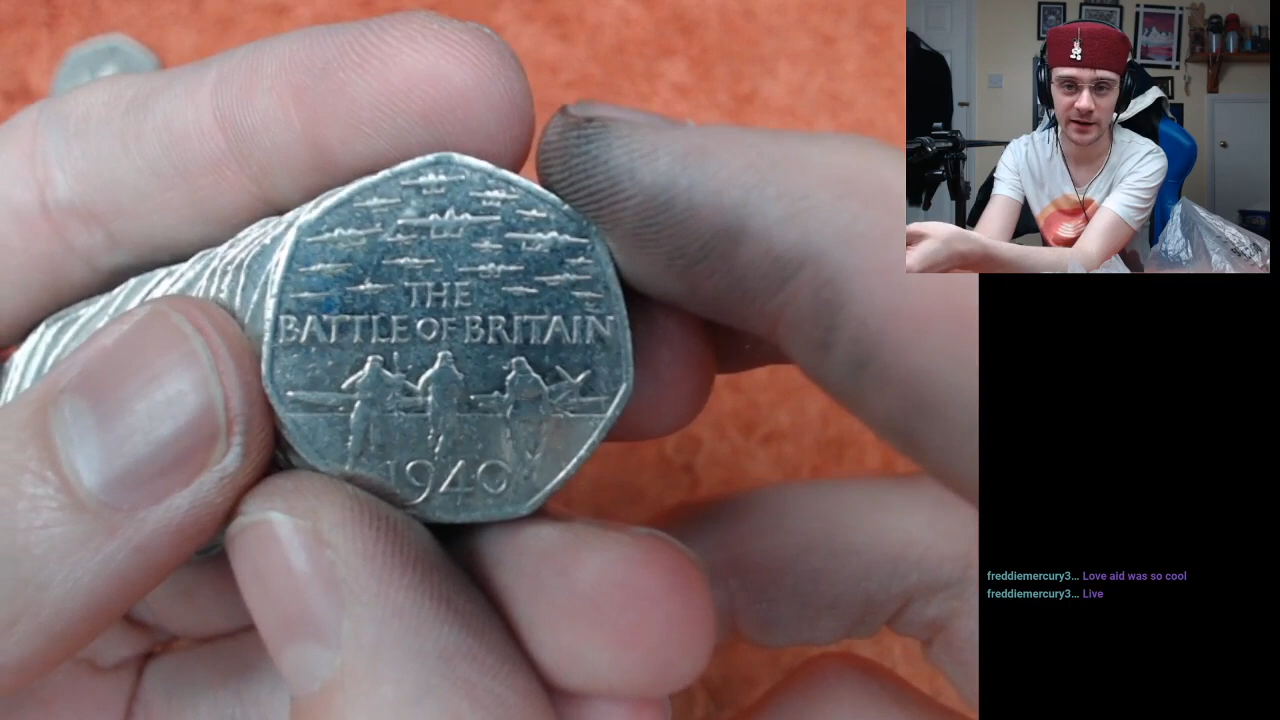 THE
BATTLE OF BRITAIN
1940
freddiemercury3... Love aid was so cool
freddiemercury3... Live